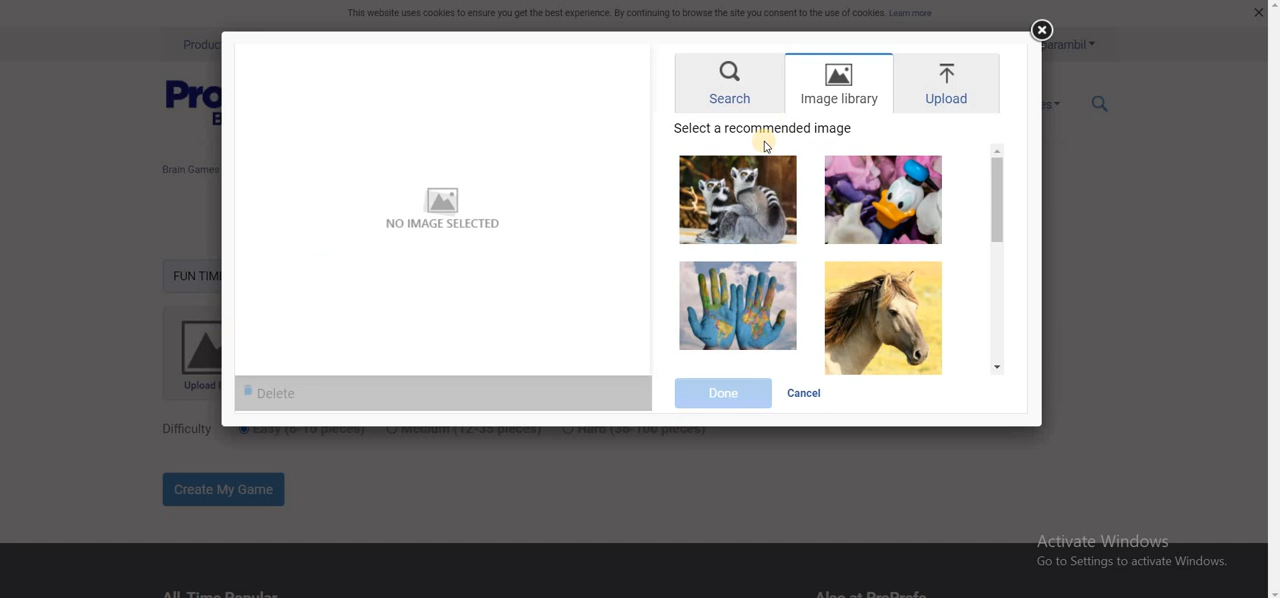 This website uses cookies to ensure you get the best experience. By continuing to browse the site you consent to the use of cookies. Learn more
Search
Image library
Upload
Select a recommended image
Brain Games
NO IMAGE SELECTED
FUN TIM
Upload
Delete
Done
Cancel
Difficulty
Easy (6-15 pieces)
Medium (12-35 pieces)
Hard (36-100 pieces)
Create My Game
Activate Windows
Go to Settings to activate Windows.
All-Time Popular
Also at ProProfs